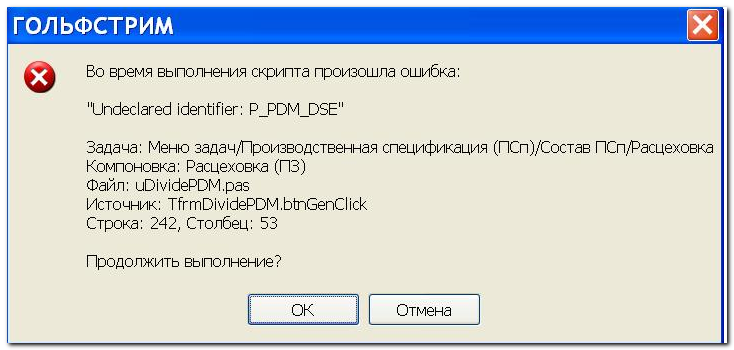 ГОЛЬФСТРИМ
Во время выполнения скрипта произошла ошибка:
"Undeclared identifier: P_PDM_DSE"
Задача: Меню задач/Производственная спецификация (ПСп)/Состав ПСп/Расцеховка
Компоновка: Расцеховка (ПЗ)
Файл: uDividePDM.pas
Источник: TfrmDividePDM.btnGenClick
Строка: 242, Столбец: 53
Продолжить выполнение?
ОК Отмена